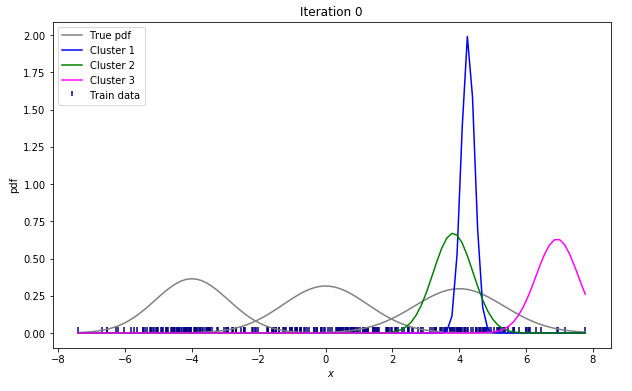 Iteration 0
True pdf
Cluster 1
Cluster 2
Cluster 3
Train data
2.00
1.75
1.50
1.25
1.00
0.75
0.50
0.25
0.00
pdf
−8 −6 −4 −2 0 2 4 6 8
x